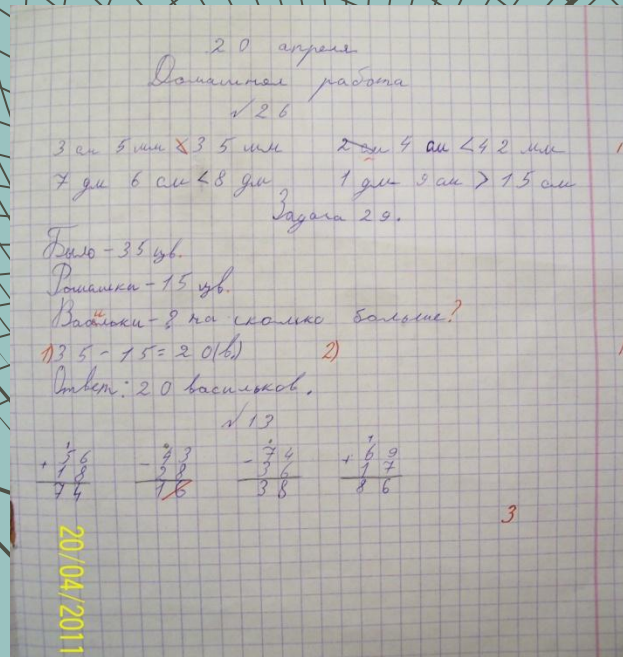 20 апреля
Домашнея работа
№26
3 см 5 мм < 35 мм 4 см < 42 мм
7 дм 6 см < 8 дм 1 дм 9 см > 15 см
Задача 29.
Было - 35 цв.
Ромашки - 15 цв.
Васильки - ? на сколько больше?
1) 35 - 15 = 20 (в.) 2)
Ответ: 20 васильков.
№13
+ 56 - 43 - 74 + 69
18 28 36 17
74 16 38 86
3
20/04/2011